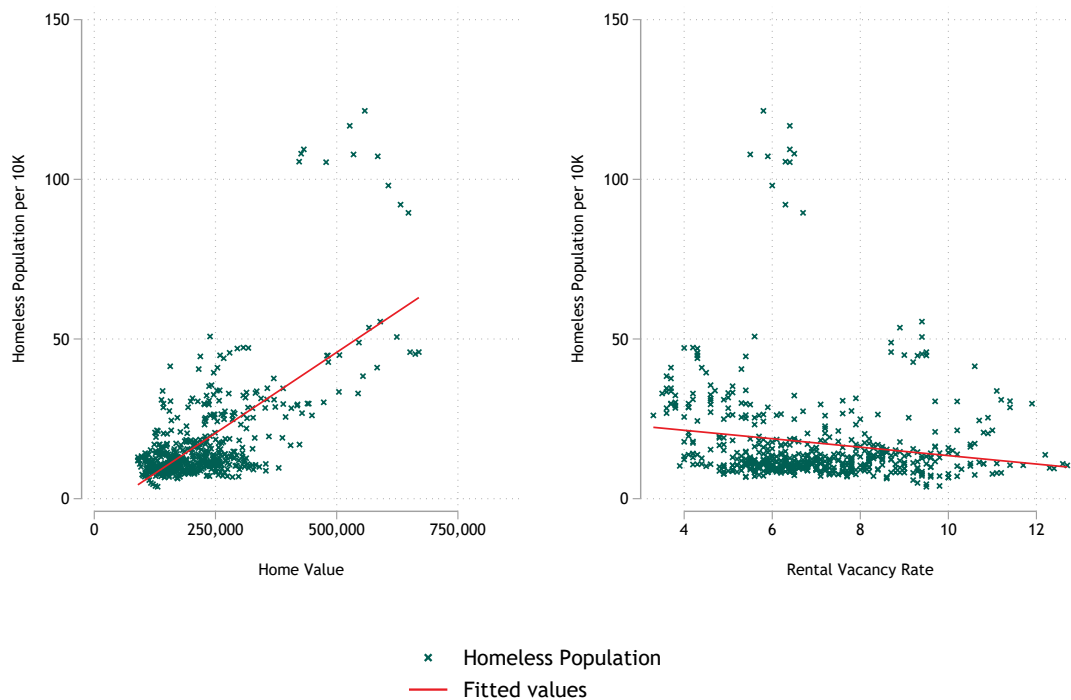 150
100
50
0
Homeless Population per 10K
0 250,000 500,000 750,000
Home Value
150
100
50
0
Homeless Population per 10K
4 6 8 10 12
Rental Vacancy Rate
Homeless Population
Fitted values